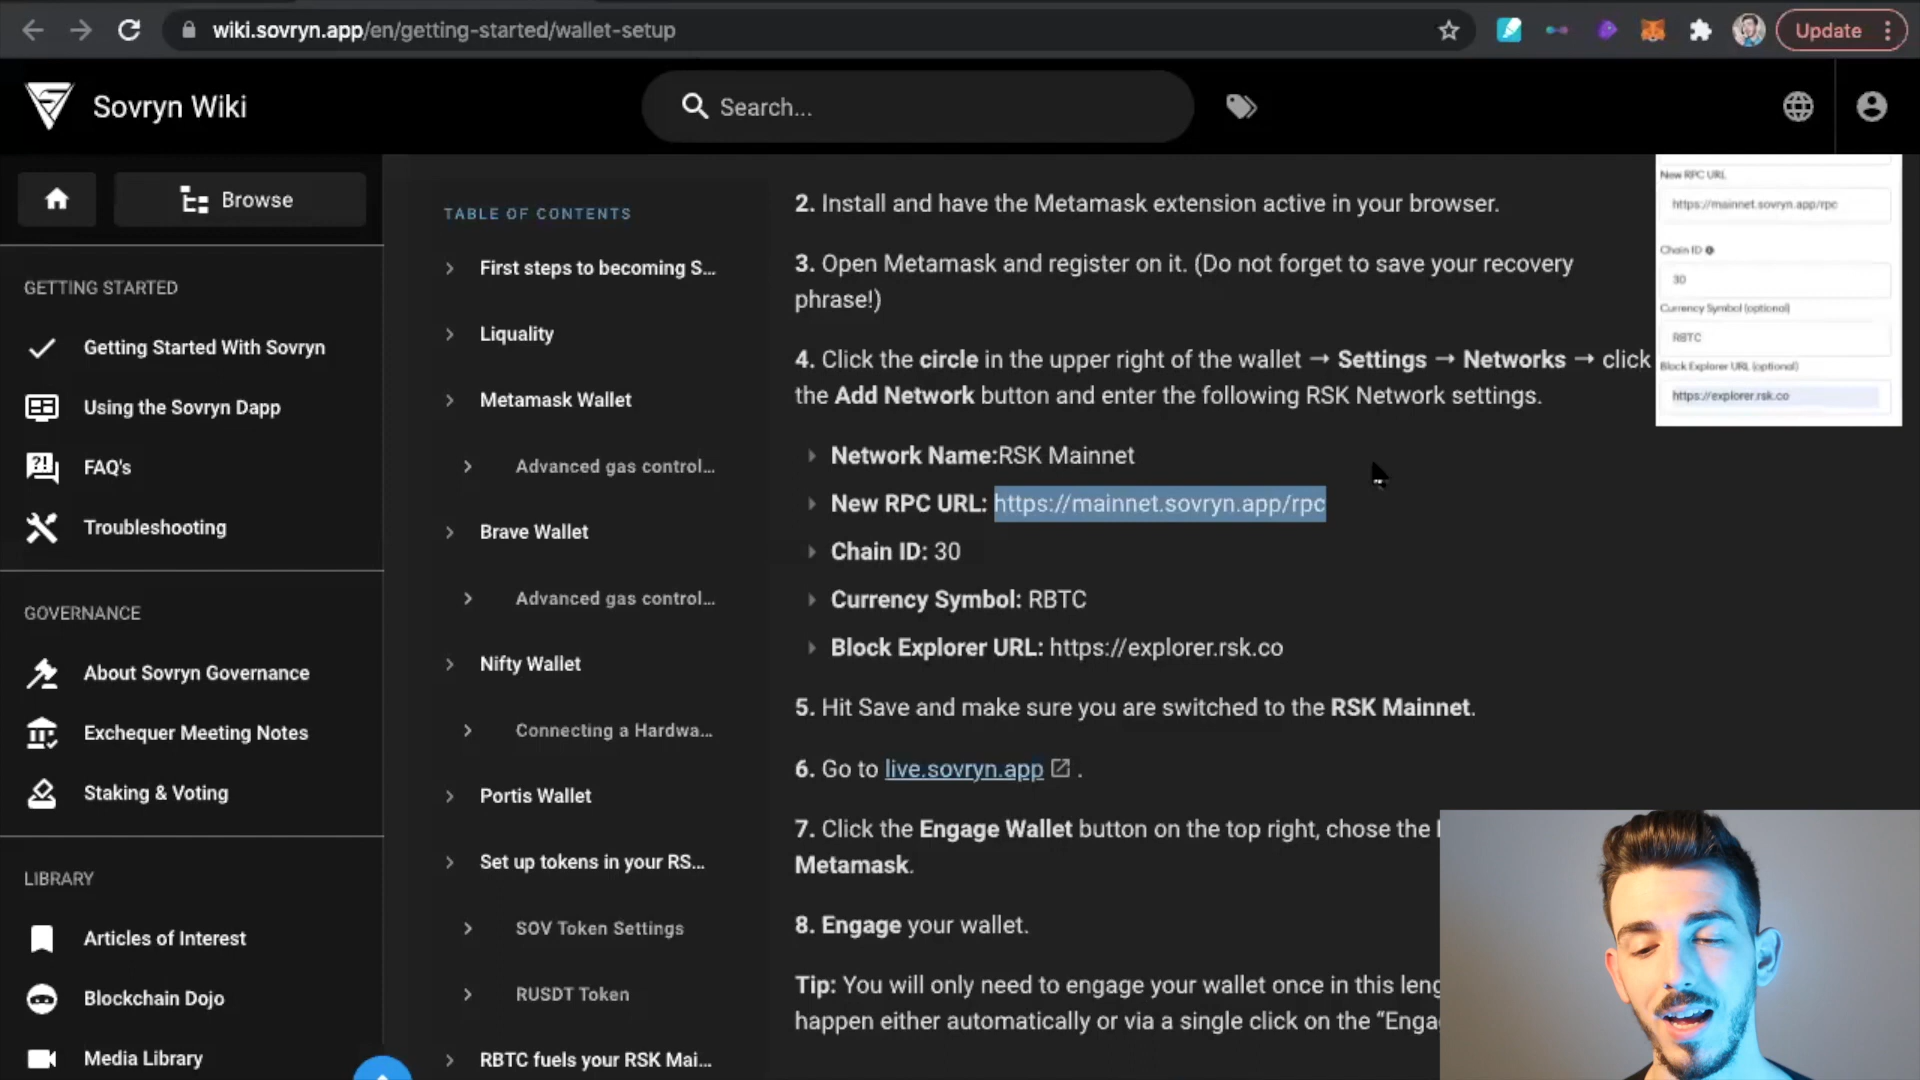 wiki.sovryn.app/en/getting-started/wallet-setup
Update
Sovryn Wiki
Search...
Browse
GETTING STARTED
Getting Started With Sovryn
Using the Sovryn Dapp
FAQ's
Troubleshooting
GOVERNANCE
About Sovryn Governance
Exchequer Meeting Notes
Staking & Voting
LIBRARY
Articles of Interest
Blockchain Dojo
Media Library
TABLE OF CONTENTS
First steps to becoming S...
Liquality
Metamask Wallet
Advanced gas control...
Brave Wallet
Advanced gas control...
Nifty Wallet
Connecting a Hardwa...
Portis Wallet
Set up tokens in your RS...
SOV Token Settings
RUSDT Token
RBTC fuels your RSK Mai...
2. Install and have the Metamask extension active in your browser.
3. Open Metamask and register on it. (Do not forget to save your recovery
phrase!)
4. Click the circle in the upper right of the wallet → Settings → Networks → click
the Add Network button and enter the following RSK Network settings.
Network Name:RSK Mainnet
New RPC URL: https://mainnet.sovryn.app/rpc
Chain ID: 30
Currency Symbol: RBTC
Block Explorer URL: https://explorer.rsk.co
5. Hit Save and make sure you are switched to the RSK Mainnet.
6. Go to live.sovryn.app .
7. Click the Engage Wallet button on the top right, chose the
Metamask.
8. Engage your wallet.
Tip: You will only need to engage your wallet once in this
happen either automatically or via a single click on the
New RPC URL
https://mainnet.sovryn.app/rpc
Chain ID
30
Currency Symbol (optional)
RBTC
Block Explorer URL (optional)
https://explorer.rsk.co